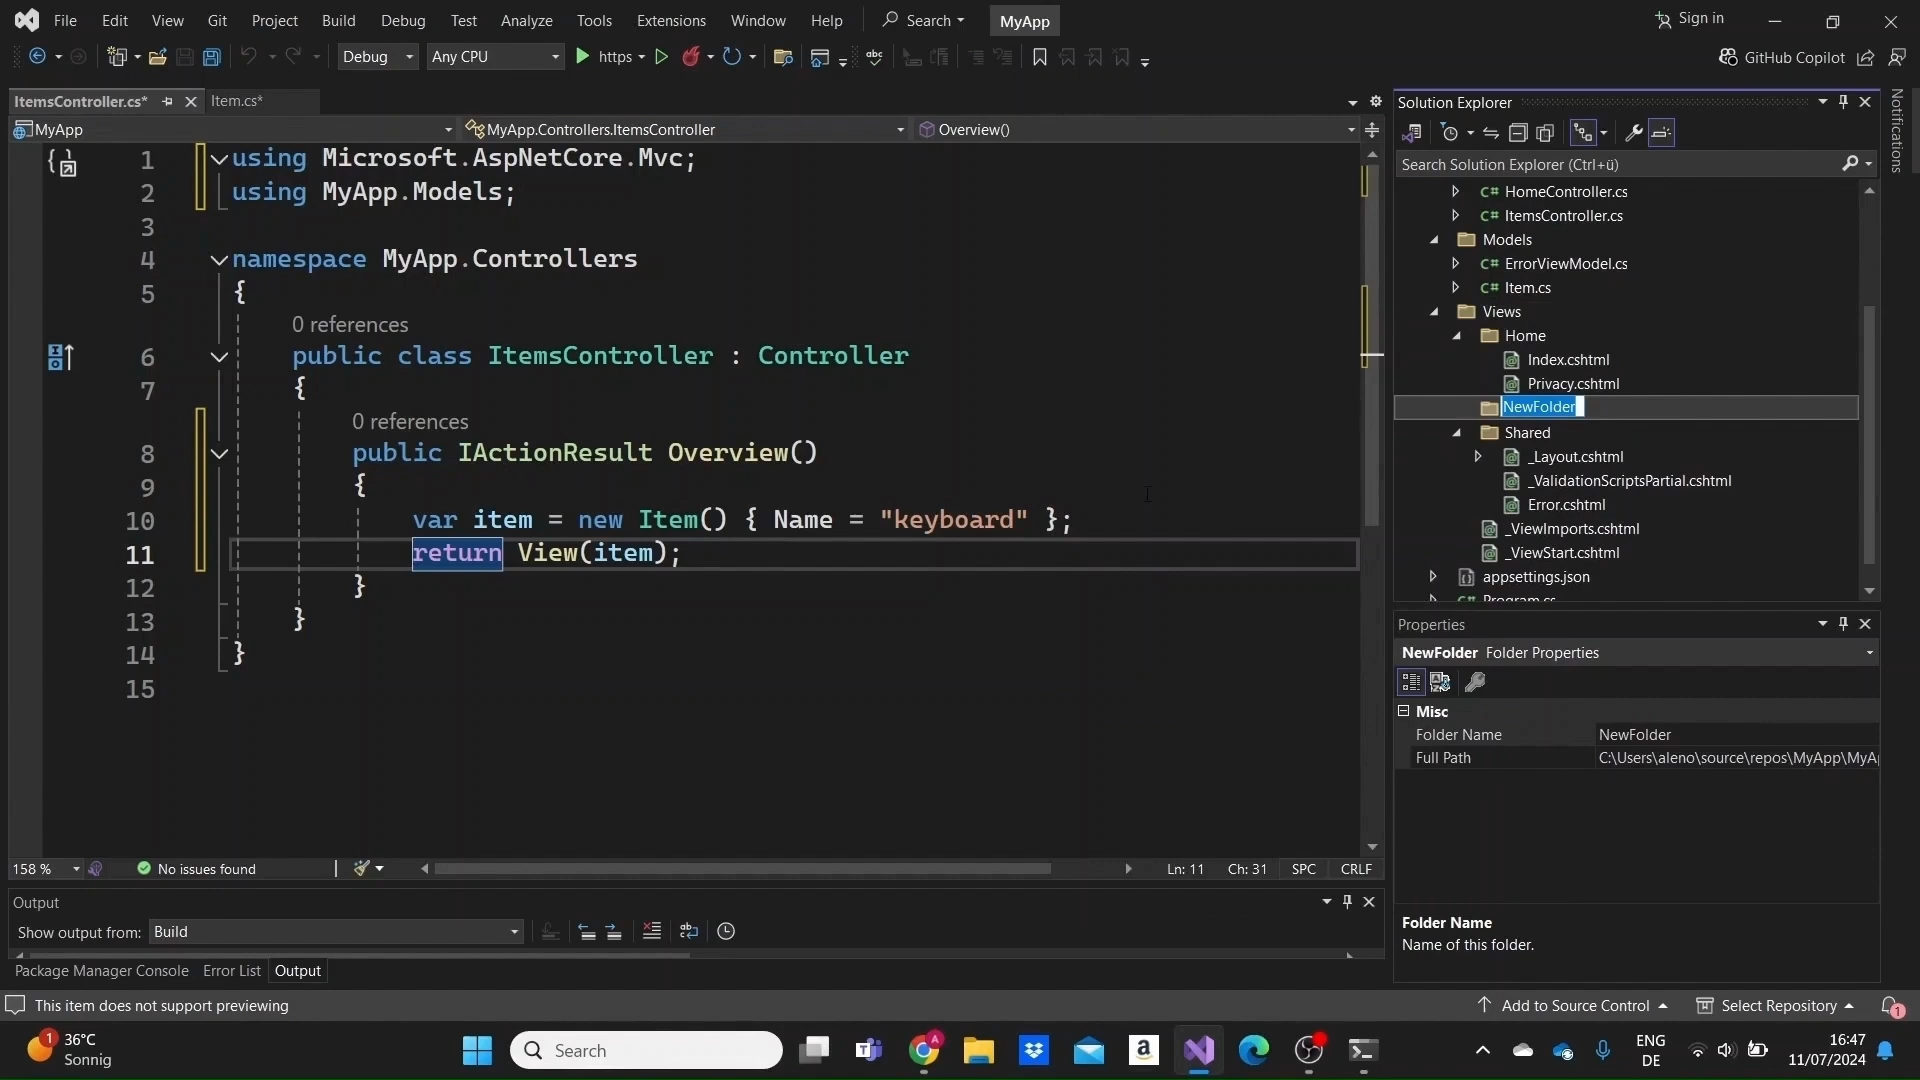 File Edit View Git Project Build Debug Test Analyze Tools Extensions Window Help Search MyApp Sign in
Debug Any CPU https GitHub Copilot
ItemsController.cs* Item.cs*
MyApp MyApp.Controllers.ItemsController Overview()
1 using Microsoft.AspNetCore.Mvc;
2 using MyApp.Models;
3
4 namespace MyApp.Controllers
5 {
0 references
6 public class ItemsController : Controller
7 {
0 references
8 public IActionResult Overview()
9 {
10 var item = new Item() { Name = "keyboard" };
11 return View(item);
12 }
13 }
14 }
15
158 % No issues found Ln: 11 Ch: 31 SPC CRLF
Output
Show output from: Build
Package Manager Console Error List Output
Solution Explorer
Search Solution Explorer (Ctrl+ü)
C# HomeController.cs
C# ItemsController.cs
Models
C# ErrorViewModel.cs
C# Item.cs
Views
Home
Index.cshtml
Privacy.cshtml
NewFolder
Shared
_Layout.cshtml
_ValidationScriptsPartial.cshtml
Error.cshtml
_ViewImports.cshtml
_ViewStart.cshtml
appsettings.json
C# Program.cs
Notifications
Properties
NewFolder Folder Properties
Misc
Folder Name NewFolder
Full Path C:\Users\aleno\source\repos\MyApp\MyA
Folder Name
Name of this folder.
This item does not support previewing Add to Source Control Select Repository 1
1 36°C
Sonnig
Search
A
ENG
DE
16:47
11/07/2024